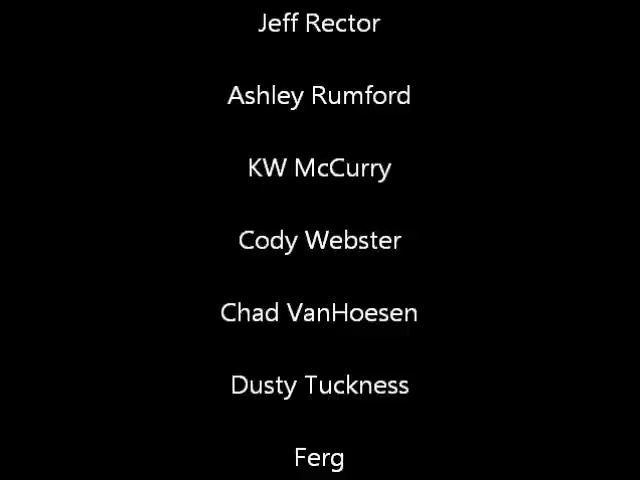 Jeff Rector
Ashley Rumford
KW McCurry
Cody Webster
Chad VanHoesen
Dusty Tuckness
Ferg